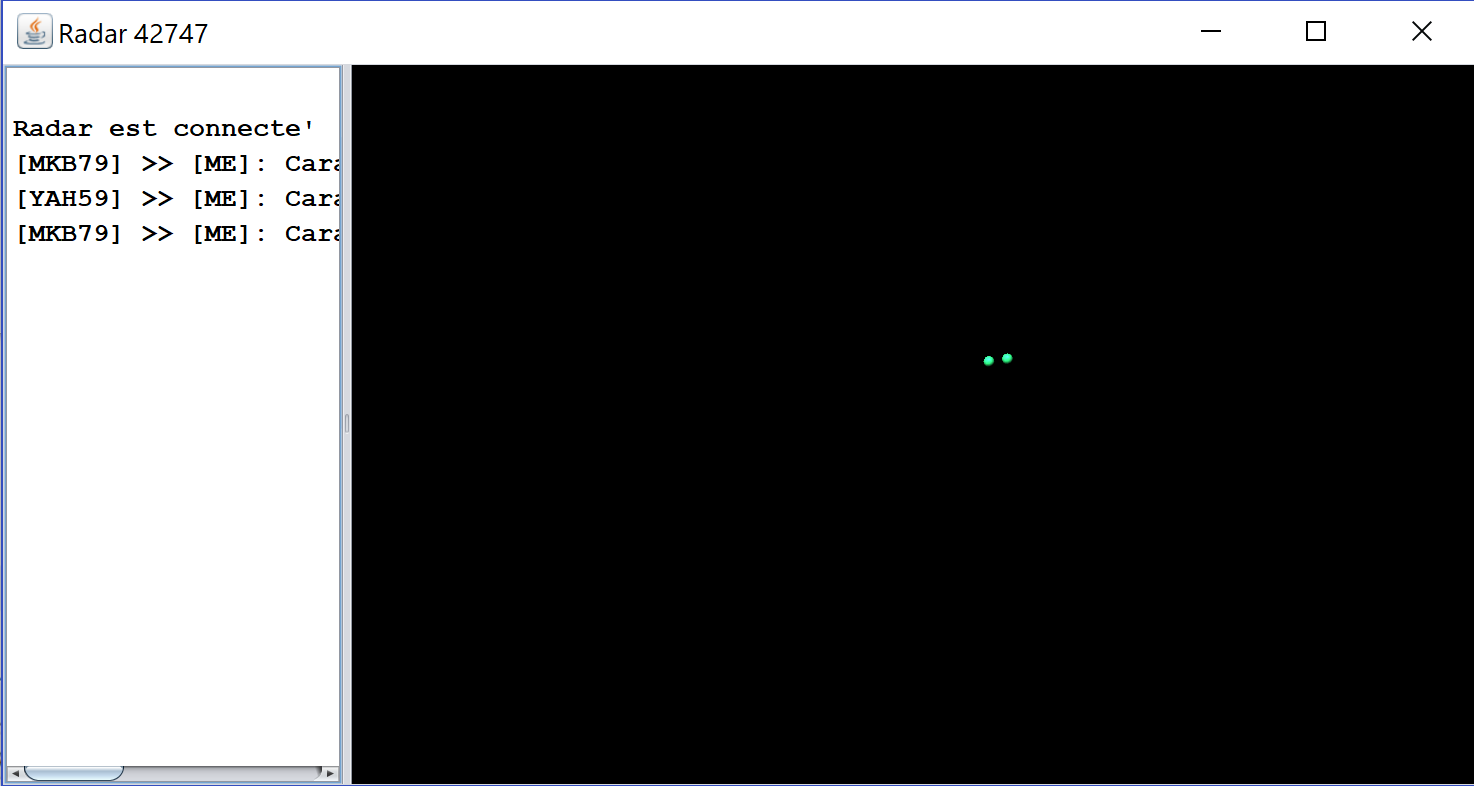 Radar 42747
Radar est connecte'
[MKB79] >> [ME]: Cara
[YAH59] >> [ME]: Cara
[MKB79] >> [ME]: Cara